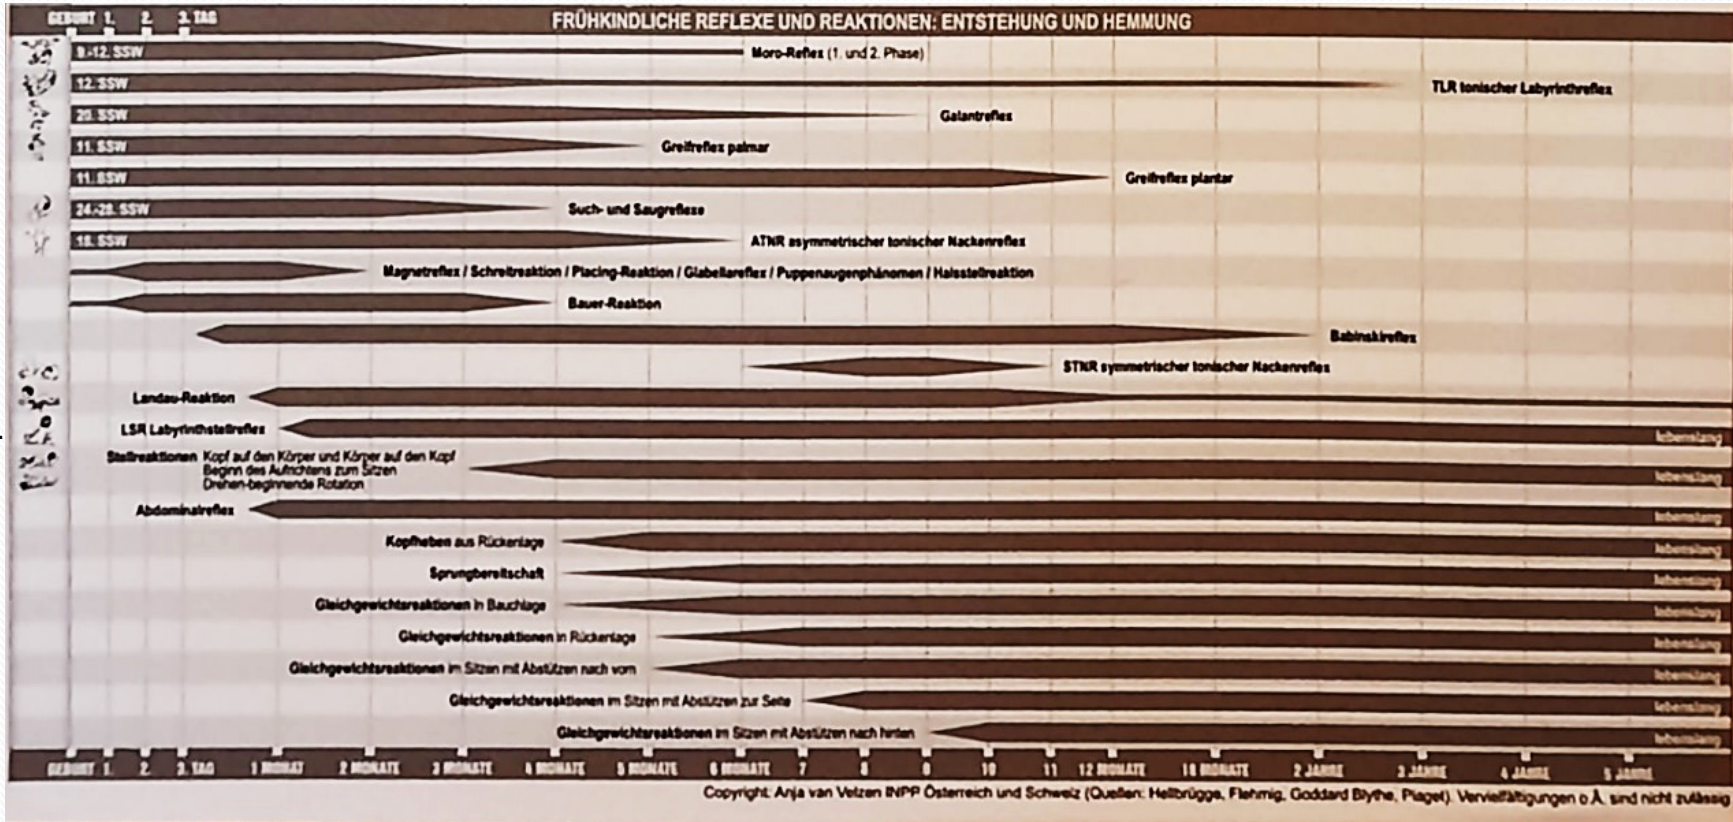 GEBURT 1. 2. 3. TAG
FRÜHKINDLICHE REFLEXE UND REAKTIONEN: ENTSTEHUNG UND HEMMUNG
9.-12. SSW Moro-Reflex (1. und 2. Phase)
12. SSW TLR tonischer Labyrinthreflex
20. SSW Galantreflex
11. SSW Greifreflex palmar
11. SSW Greifreflex plantar
24.-28. SSW Such- und Saugreflexe
18. SSW ATNR asymmetrischer tonischer Nackenreflex
Magnetreflex / Schreitreaktion / Placing-Reaktion / Glabellareflex / Puppenaugenphänomen / Halsstellreaktion
Bauer-Reaktion
Babinskireflex
STNR symmetrischer tonischer Nackenreflex
Landau-Reaktion
LSR Labyrinthstellreflex lebenslang
Stellreaktionen Kopf auf den Körper und Körper auf den Kopf
Beginn des Aufrichtens zum Sitzen lebenslang
Drehen-beginnende Rotation
Abdominalreflex lebenslang
Kopfheben aus Rückenlage lebenslang
Sprungbereitschaft lebenslang
Gleichgewichtsreaktionen in Bauchlage lebenslang
Gleichgewichtsreaktionen in Rückenlage lebenslang
Gleichgewichtsreaktionen im Sitzen mit Abstützen nach vorn lebenslang
Gleichgewichtsreaktionen im Sitzen mit Abstützen zur Seite lebenslang
Gleichgewichtsreaktionen im Sitzen mit Abstützen nach hinten lebenslang
GEBURT 1. 2. 3. TAG 1 MONAT 2 MONATE 3 MONATE 4 MONATE 5 MONATE 6 MONATE 7 8 9 10 11 12 MONATE 18 MONATE 2 JAHRE 3 JAHRE 4 JAHRE 5 JAHRE
Copyright: Anja van Velzen INPP Österreich und Schweiz (Quellen: Hellbrügge, Flehmig, Goddard Blythe, Piaget). Vervielfältigungen o.Ä. sind nicht zulässig